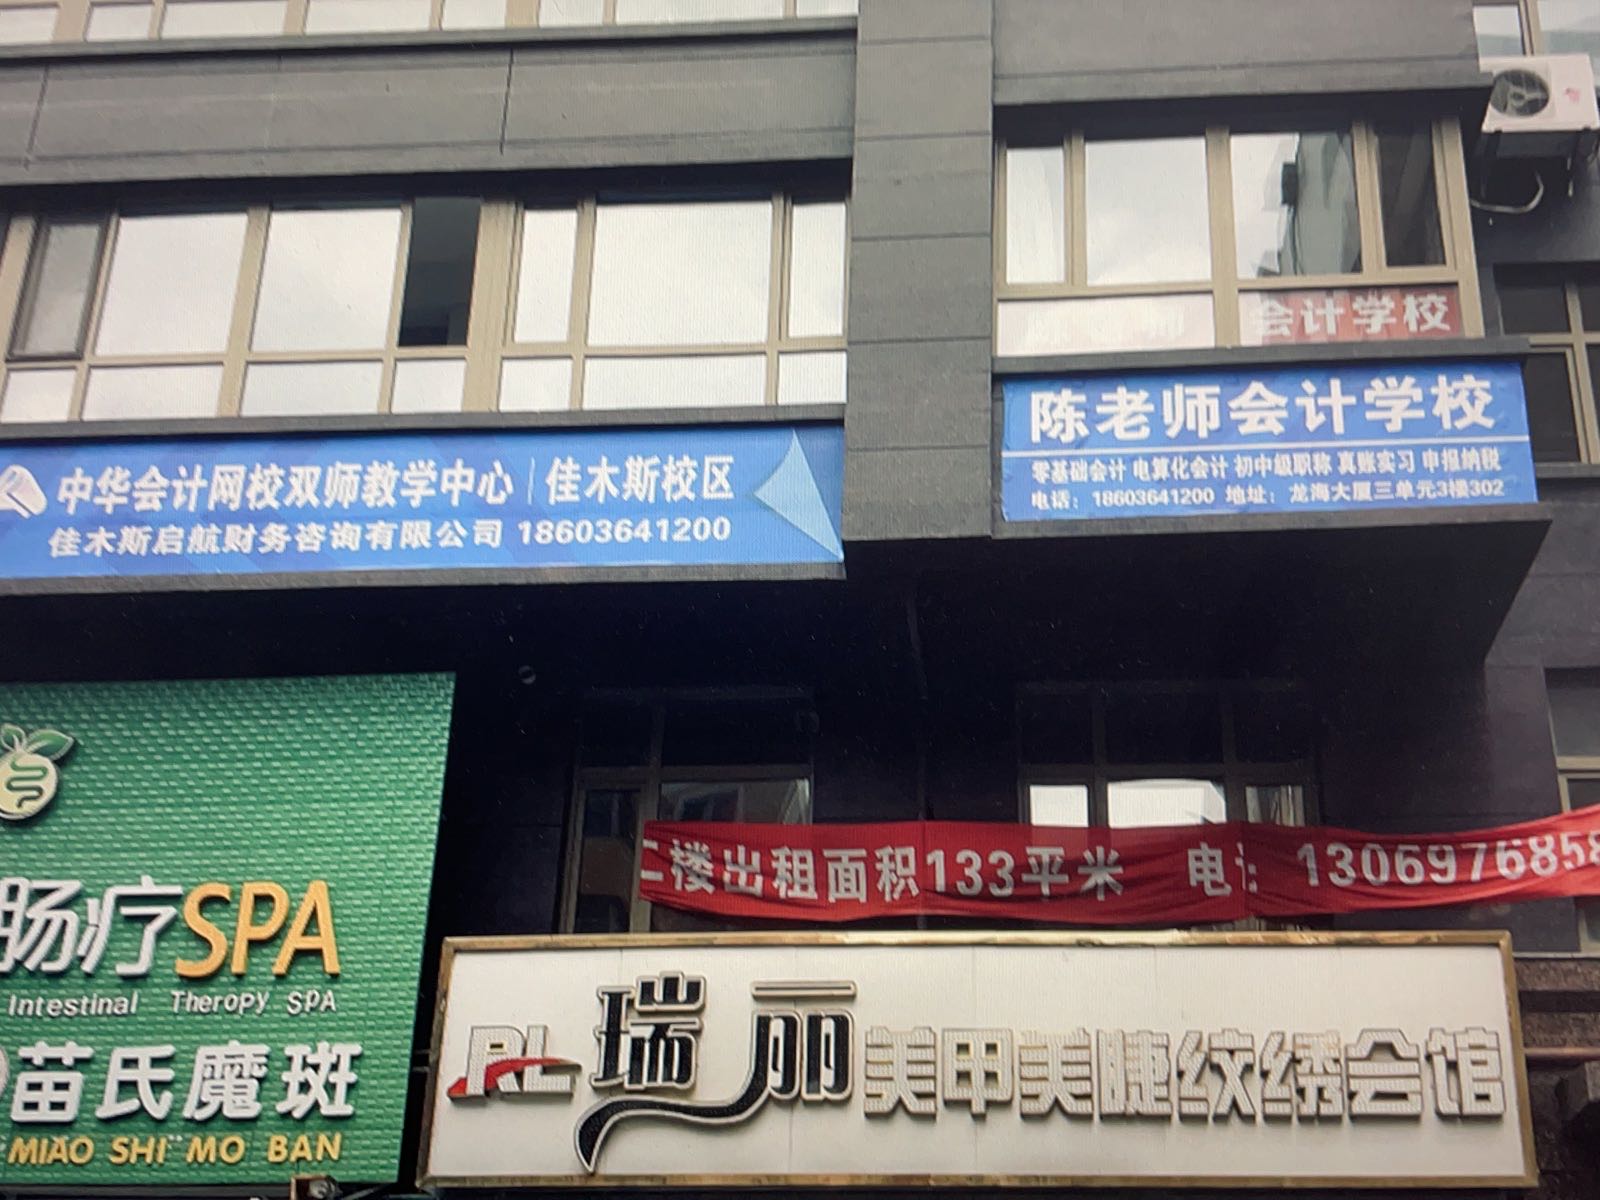 会计学校
陈老师会计学校
零基础会计 电算化会计 初中级职称 真账实习 申报纳税
电话：18603641200 地址：龙海大厦三单元3楼302
中华会计网校双师教学中心|佳木斯校区
佳木斯启航财务咨询有限公司 18603641200
二楼出租面积133平米 电话 1306976858
肠疗SPA
Intestinal Theropy SPA
苗氏魔斑
"MIAO SHI" MO BAN
RL 瑞丽美甲美睫纹绣会馆